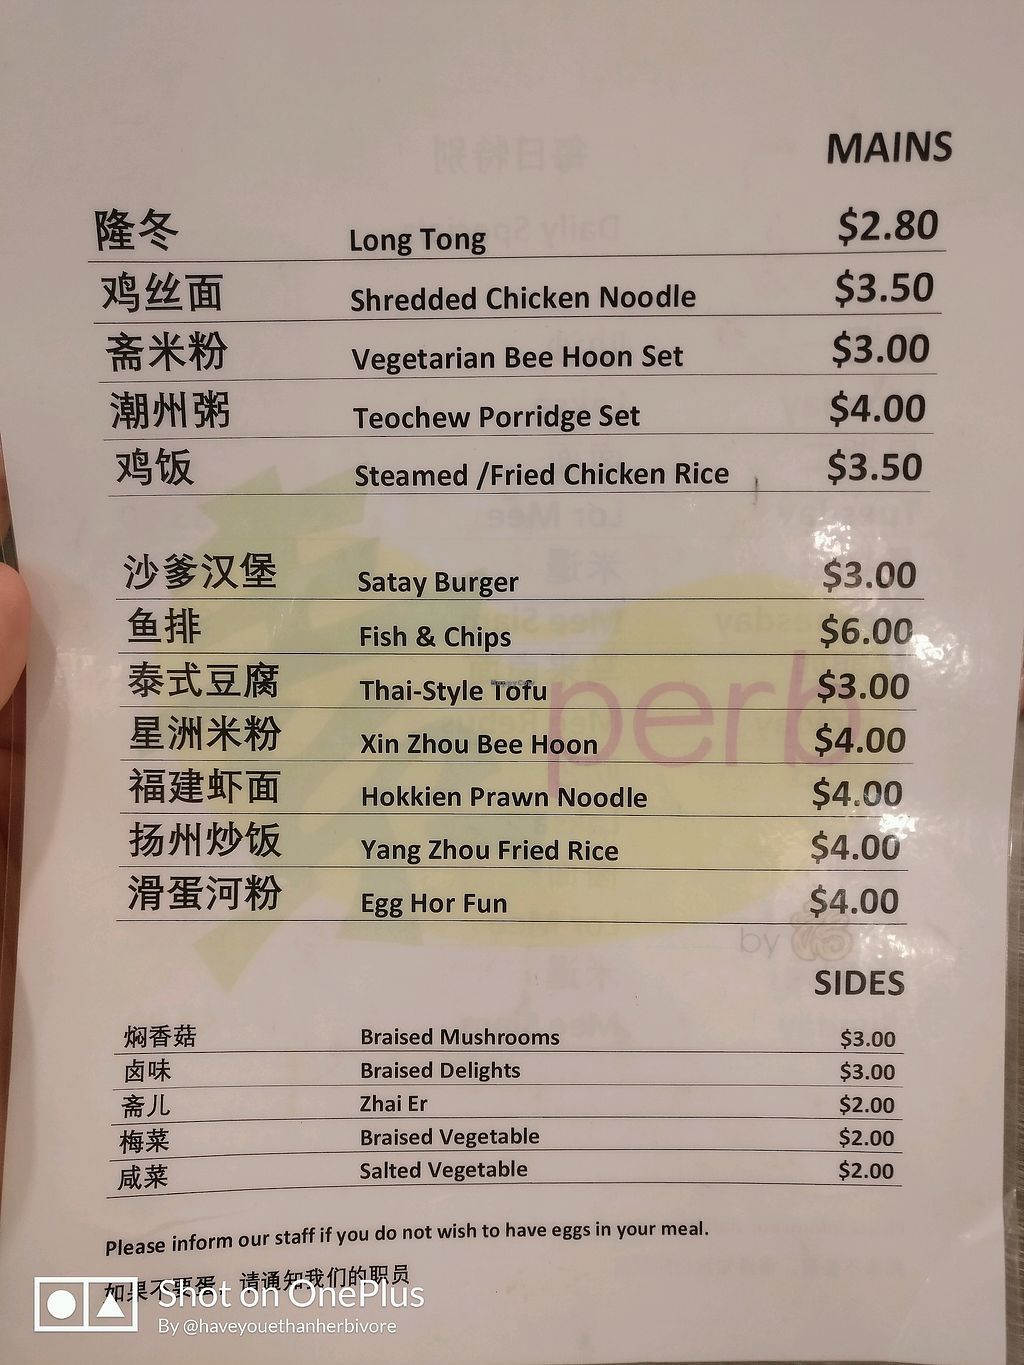 MAINS
隆冬 Long Tong $2.80
鸡丝面 Shredded Chicken Noodle $3.50
斋米粉 Vegetarian Bee Hoon Set $3.00
潮州粥 Teochew Porridge Set $4.00
鸡饭 Steamed /Fried Chicken Rice $3.50
沙爹汉堡 Satay Burger $3.00
鱼排 Fish & Chips $6.00
泰式豆腐 Thai-Style Tofu $3.00
星洲米粉 Xin Zhou Bee Hoon $4.00
福建虾面 Hokkien Prawn Noodle $4.00
扬州炒饭 Yang Zhou Fried Rice $4.00
滑蛋河粉 Egg Hor Fun $4.00
perb
by
SIDES
焖香菇 Braised Mushrooms $3.00
卤味 Braised Delights $3.00
斋儿 Zhai Er $2.00
梅菜 Braised Vegetable $2.00
咸菜 Salted Vegetable $2.00
Please inform our staff if you do not wish to have eggs in your meal.
如果不要蛋，请通知我们的职员
Shot on OnePlus
By @haveyouethanherbivore